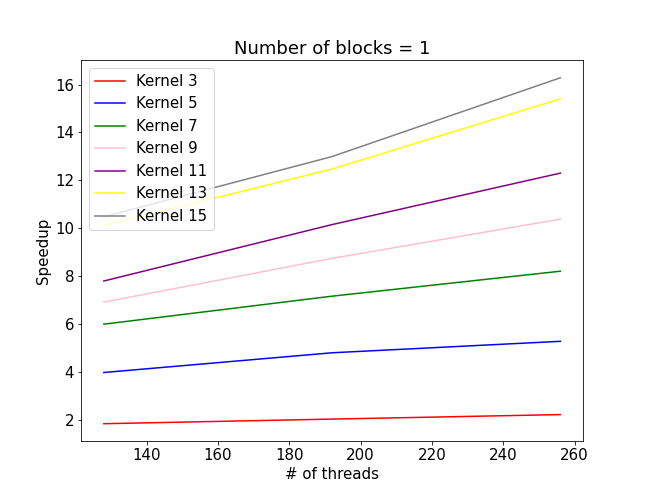 Number of blocks = 1
Kernel 3
Kernel 5
Kernel 7
Kernel 9
Kernel 11
Kernel 13
Kernel 15
Speedup
16
14
12
10
8
6
4
2
140 160 180 200 220 240 260
# of threads